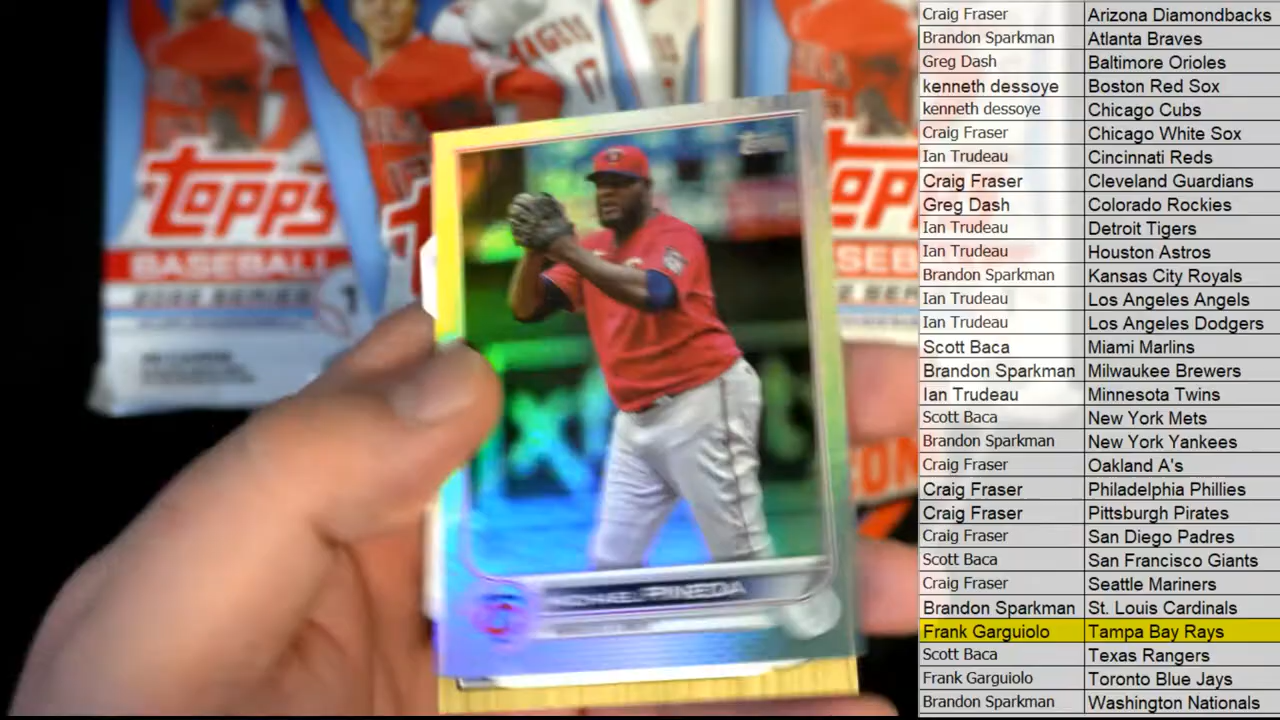 ANGELS
17
TOPPS
BASEBALL
2022 SERIES 1
TOPPS
MICHAEL PINEDA
Craig Fraser Arizona Diamondbacks
Brandon Sparkman Atlanta Braves
Greg Dash Baltimore Orioles
kenneth dessoye Boston Red Sox
kenneth dessoye Chicago Cubs
Craig Fraser Chicago White Sox
Ian Trudeau Cincinnati Reds
Craig Fraser Cleveland Guardians
Greg Dash Colorado Rockies
Ian Trudeau Detroit Tigers
Ian Trudeau Houston Astros
Brandon Sparkman Kansas City Royals
Ian Trudeau Los Angeles Angels
Ian Trudeau Los Angeles Dodgers
Scott Baca Miami Marlins
Brandon Sparkman Milwaukee Brewers
Ian Trudeau Minnesota Twins
Scott Baca New York Mets
Brandon Sparkman New York Yankees
Craig Fraser Oakland A's
Craig Fraser Philadelphia Phillies
Craig Fraser Pittsburgh Pirates
Craig Fraser San Diego Padres
Scott Baca San Francisco Giants
Craig Fraser Seattle Mariners
Brandon Sparkman St. Louis Cardinals
Frank Garguiolo Tampa Bay Rays
Scott Baca Texas Rangers
Frank Garguiolo Toronto Blue Jays
Brandon Sparkman Washington Nationals